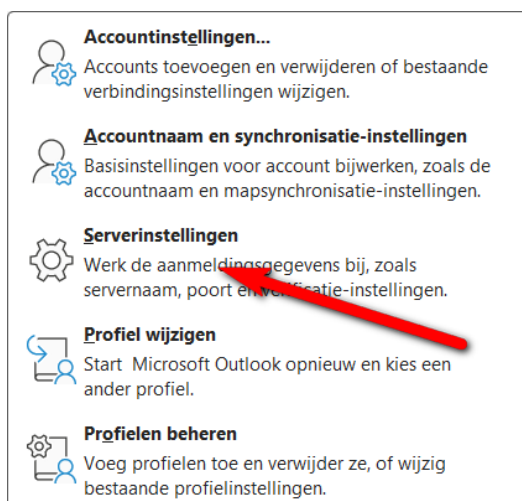 Accountinstellingen...
Accounts toevoegen en verwijderen of bestaande
verbindingsinstellingen wijzigen.
Accountnaam en synchronisatie-instellingen
Basisinstellingen voor account bijwerken, zoals de
accountnaam en mapsynchronisatie-instellingen.
Serverinstellingen
Werk de aanmeldingsgegevens bij, zoals
servernaam, poort en verificatie-instellingen.
Profiel wijzigen
Start Microsoft Outlook opnieuw en kies een
ander profiel.
Profielen beheren
Voeg profielen toe en verwijder ze, of wijzig
bestaande profielinstellingen.